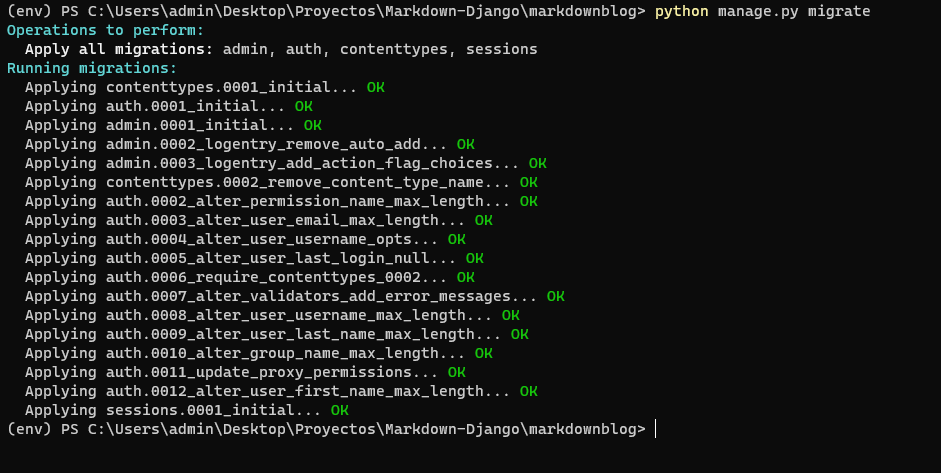 (env) PS C:\Users\admin\Desktop\Proyectos\Markdown-Django\markdownblog> python manage.py migrate
Operations to perform:
  Apply all migrations: admin, auth, contenttypes, sessions
Running migrations:
  Applying contenttypes.0001_initial... OK
  Applying auth.0001_initial... OK
  Applying admin.0001_initial... OK
  Applying admin.0002_logentry_remove_auto_add... OK
  Applying admin.0003_logentry_add_action_flag_choices... OK
  Applying contenttypes.0002_remove_content_type_name... OK
  Applying auth.0002_alter_permission_name_max_length... OK
  Applying auth.0003_alter_user_email_max_length... OK
  Applying auth.0004_alter_user_username_opts... OK
  Applying auth.0005_alter_user_last_login_null... OK
  Applying auth.0006_require_contenttypes_0002... OK
  Applying auth.0007_alter_validators_add_error_messages... OK
  Applying auth.0008_alter_user_username_max_length... OK
  Applying auth.0009_alter_user_last_name_max_length... OK
  Applying auth.0010_alter_group_name_max_length... OK
  Applying auth.0011_update_proxy_permissions... OK
  Applying auth.0012_alter_user_first_name_max_length... OK
  Applying sessions.0001_initial... OK
(env) PS C:\Users\admin\Desktop\Proyectos\Markdown-Django\markdownblog>